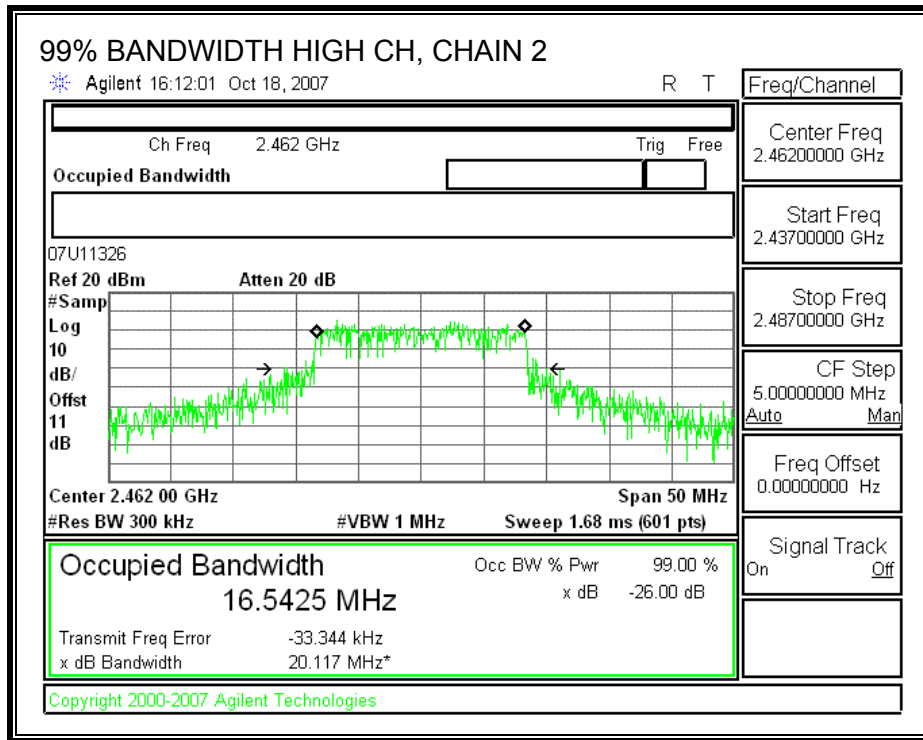 99% BANDWIDTH HIGH CH, CHAIN 2
Agilent 16:12:01 Oct 18, 2007 R T
Freq/Channel
Ch Freq 2.462 GHz Trig Free
Occupied Bandwidth
Center Freq
2.46200000 GHz
Start Freq
2.43700000 GHz
Stop Freq
2.48700000 GHz
CF Step
5.00000000 MHz
Auto Man
Freq Offset
0.00000000 Hz
Signal Track
On Off
07U11326
Ref 20 dBm Atten 20 dB
#Samp
Log
10
dB/
Offst
11
dB
Center 2.462 00 GHz Span 50 MHz
#Res BW 300 kHz #VBW 1 MHz Sweep 1.68 ms (601 pts)
Occupied Bandwidth Occ BW % Pwr 99.00 %
16.5425 MHz x dB -26.00 dB
Transmit Freq Error -33.344 kHz
x dB Bandwidth 20.117 MHz*
Copyright 2000-2007 Agilent Technologies